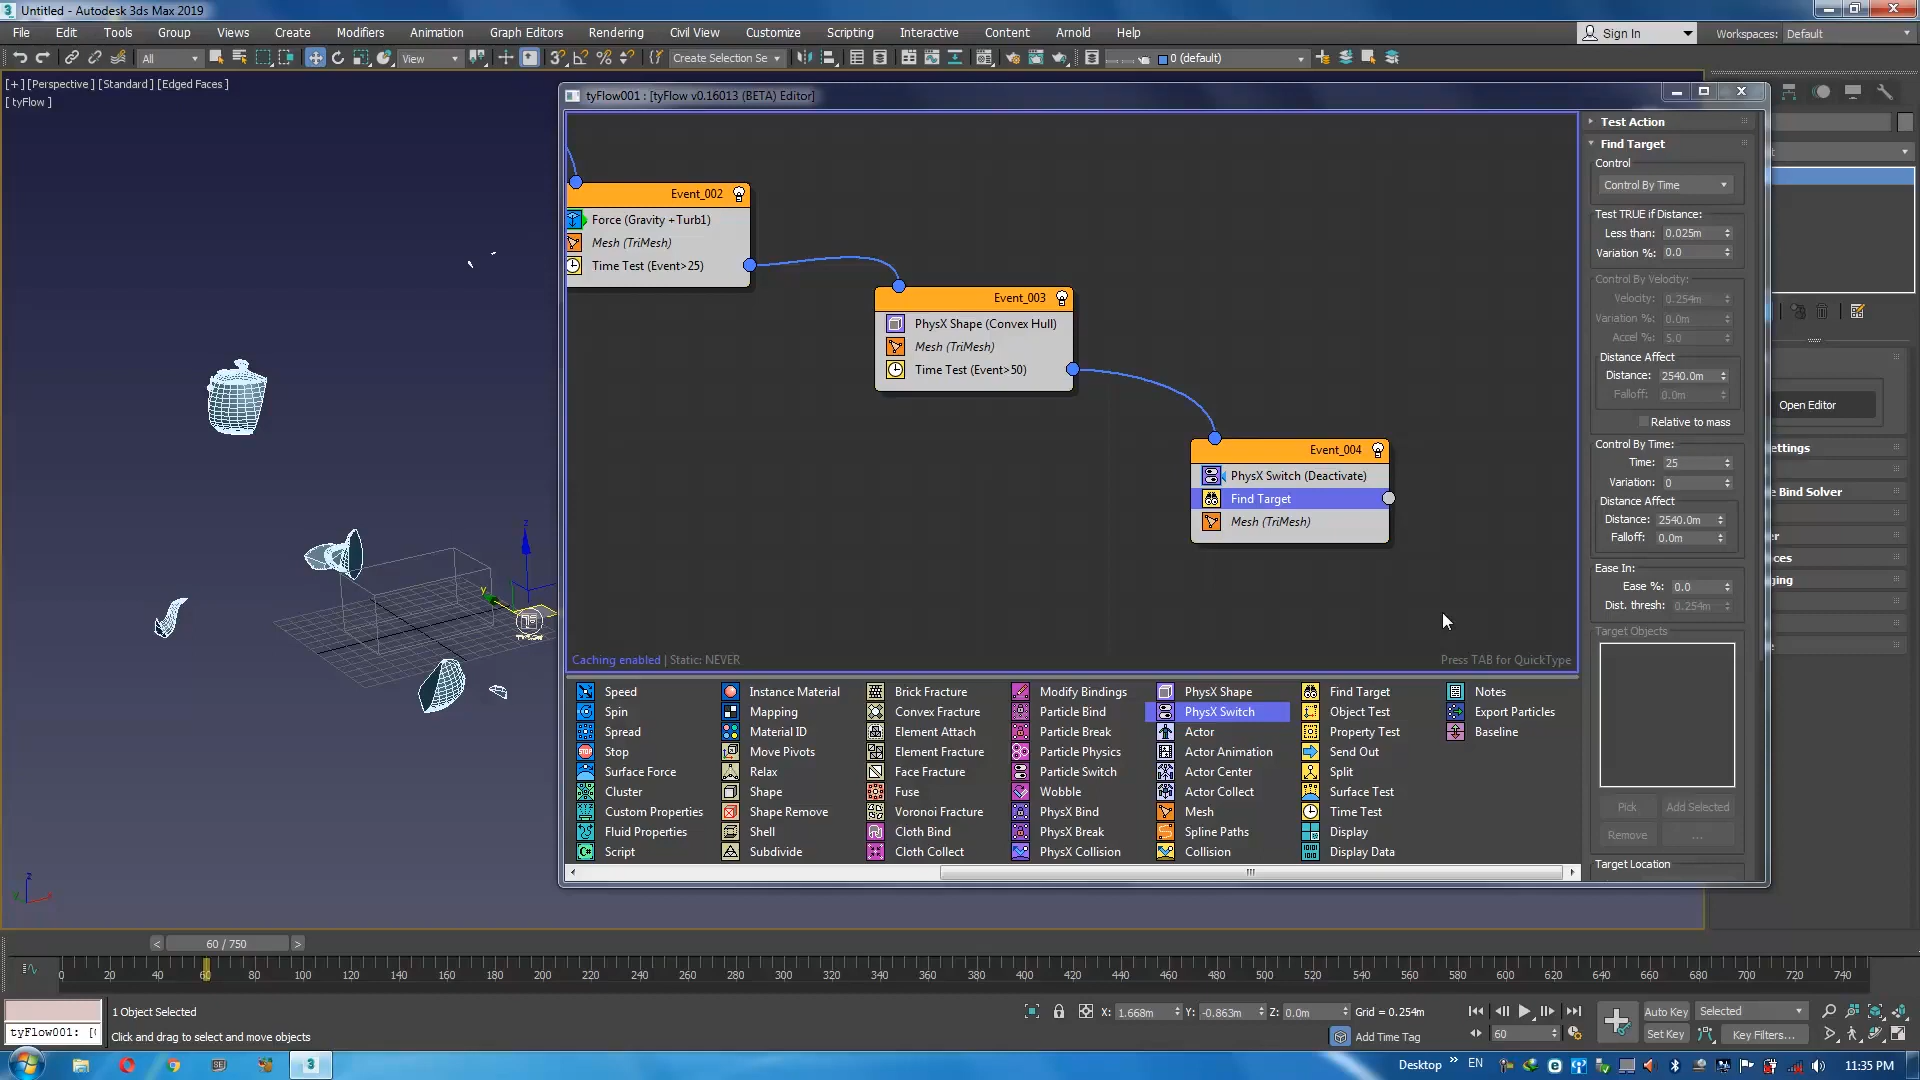 Untitled - Autodesk 3ds Max 2019
File Edit Tools Group Views Create Modifiers Animation Graph Editors Rendering Civil View Customize Scripting Interactive Content Arnold Help
Sign In Workspaces: Default
All View Create Selection Se 0 (default)
[+] [Perspective] [Standard] [Edged Faces]
[ tyFlow ]
tyFlow001 : [tyFlow v0.16013 (BETA) Editor]
Event_002
Force (Gravity + Turb1)
Mesh (TriMesh)
Time Test (Event>25)
Event_003
PhysX Shape (Convex Hull)
Mesh (TriMesh)
Time Test (Event>50)
Event_004
PhysX Switch (Deactivate)
Find Target
Mesh (TriMesh)
Caching enabled | Static: NEVER
Press TAB for QuickType
Test Action
Find Target
Control
Control By Time
Test TRUE if Distance:
Less than: 0.025m
Variation %: 0.0
Control By Velocity:
Velocity: 0.254m
Variation %: 0.0m
Accel %: 5.0
Distance Affect
Distance: 2540.0m
Falloff: 0.0m
Relative to mass
Control By Time:
Time: 25
Variation: 0
Distance Affect
Distance: 2540.0m
Falloff: 0.0m
Ease In:
Ease %: 0.0
Dist. thresh: 0.254m
Target Objects
Pick Add Selected
Remove ...
Target Location
Open Editor
ettings
e Bind Solver
er
ces
ging
Speed Instance Material Brick Fracture Modify Bindings PhysX Shape Find Target Notes
Spin Mapping Convex Fracture Particle Bind PhysX Switch Object Test Export Particles
Spread Material ID Element Attach Particle Break Actor Property Test Baseline
Stop Move Pivots Element Fracture Particle Physics Actor Animation Send Out
Surface Force Relax Face Fracture Particle Switch Actor Center Split
Cluster Shape Fuse Wobble Actor Collect Surface Test
Custom Properties Shape Remove Voronoi Fracture PhysX Bind Mesh Time Test
Fluid Properties Shell Cloth Bind PhysX Break Spline Paths Display
Script Subdivide Cloth Collect PhysX Collision Collision Display Data
< 60 / 750 >
0 20 40 60 80 100 120 140 160 180 200 220 240 260 280 300 320 340 360 380 400 420 440 460 480 500 520 540 560 580 600 620 640 660 680 700 720 740
1 Object Selected
X: 1.668m Y: -0.863m Z: 0.0m Grid = 0.254m
Auto Key Selected
tyFlow001: [(
Click and drag to select and move objects
Add Time Tag
60
Set Key Key Filters...
Desktop » EN 11:35 PM